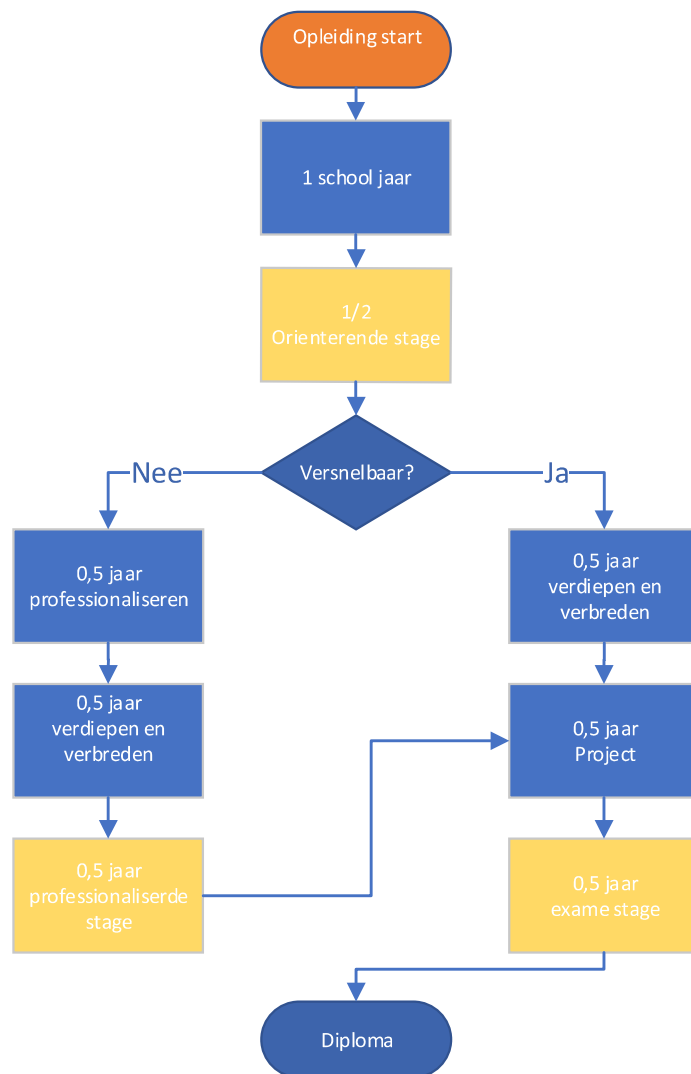 Opleiding start
1 school jaar
1/2
Orienterende stage
Versnelbaar?
Nee
Ja
0,5 jaar
professionaliseren
0,5 jaar
verdiepen en
verbreden
0,5 jaar
verdiepen en
verbreden
0,5 jaar
Project
0,5 jaar
professionaliserde
stage
0,5 jaar
exame stage
Diploma